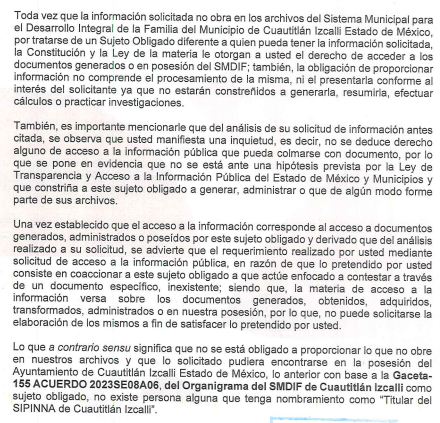 Toda vez que la información solicitada no obra en los archivos del Sistema Municipal para
el Desarrollo Integral de la Familia del Municipio de Cuautitlán Izcalli Estado de México,
por tratarse de un Sujeto Obligado diferente a quien pueda tener la información solicitada,
la Constitución y la Ley de la materia le otorgan a usted el derecho de acceder a los
documentos generados o en posesión del SMDIF; también, la obligación de proporcionar
información no comprende el procesamiento de la misma, ni el presentarla conforme al
interés del solicitante ya que no estarán constreñidos a generarla, resumirla, efectuar
cálculos o practicar investigaciones.
También, es importante mencionarle que del análisis de su solicitud de información antes
citada, se observa que usted manifiesta una inquietud, es decir, no se deduce derecho
alguno de acceso a la información pública que pueda colmarse con documento, por lo
que se pone en evidencia que no se está ante una hipótesis prevista por la Ley de
Transparencia y Acceso a la Información Pública del Estado de México y Municipios y
que constriña a este sujeto obligado a generar, administrar o que de algún modo forme
parte de sus archivos.
Una vez establecido que el acceso a la información corresponde al acceso a documentos
generados, administrados o poseídos por este sujeto obligado y derivado que del análisis
realizado a su solicitud, se advierte que el requerimiento realizado por usted mediante
solicitud de acceso a la información pública, en razón de que lo pretendido por usted
consiste en coaccionar a este sujeto obligado a que actúe enfocado a contestar a través
de un documento específico, inexistente; siendo que, la materia de acceso a la
información versa sobre los documentos generados, obtenidos, adquiridos,
transformados, administrados o en nuestra posesión, por lo que, no puede solicitarse la
elaboración de los mismos a fin de satisfacer lo pretendido por usted.
Lo que a contrario sensu significa que no se está obligado a proporcionar lo que no obre
en nuestros archivos y que lo solicitado pudiera encontrarse en la posesión del
Ayuntamiento de Cuautitlán Izcalli Estado de México, lo anterior con base a la Gaceta-
155 ACUERDO 2023SE08A06, del Organigrama del SMDIF de Cuautitlán Izcalli como
sujeto obligado, no existe persona alguna que tenga nombramiento como "Titular del
SIPINNA de Cuautitlán Izcalli".